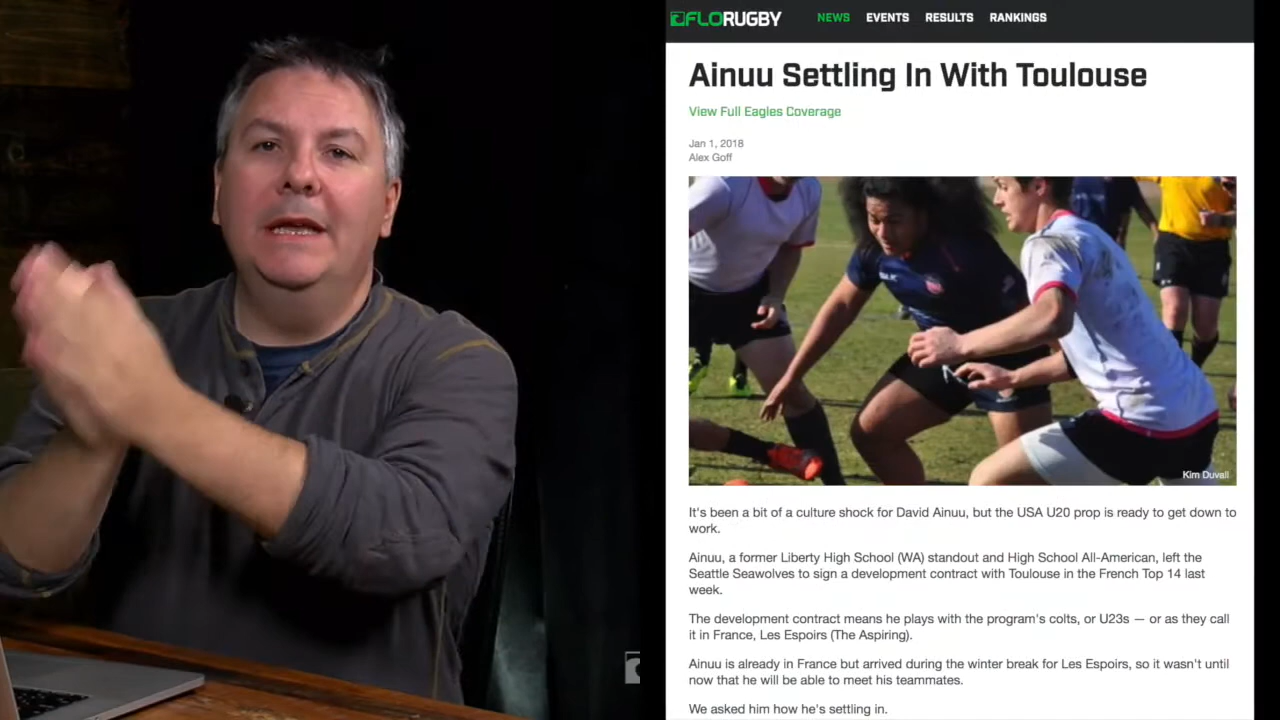 FLORUGBY NEWS EVENTS RESULTS RANKINGS
Ainuu Settling In With Toulouse
View Full Eagles Coverage
Jan 1, 2018
Alex Goff
Kim Duvall
It's been a bit of a culture shock for David Ainuu, but the USA U20 prop is ready to get down to
work.
Ainuu, a former Liberty High School (WA) standout and High School All-American, left the
Seattle Seawolves to sign a development contract with Toulouse in the French Top 14 last
week.
The development contract means he plays with the program's colts, or U23s — or as they call
it in France, Les Espoirs (The Aspiring).
Ainuu is already in France but arrived during the winter break for Les Espoirs, so it wasn't until
now that he will be able to meet his teammates.
We asked him how he's settling in.